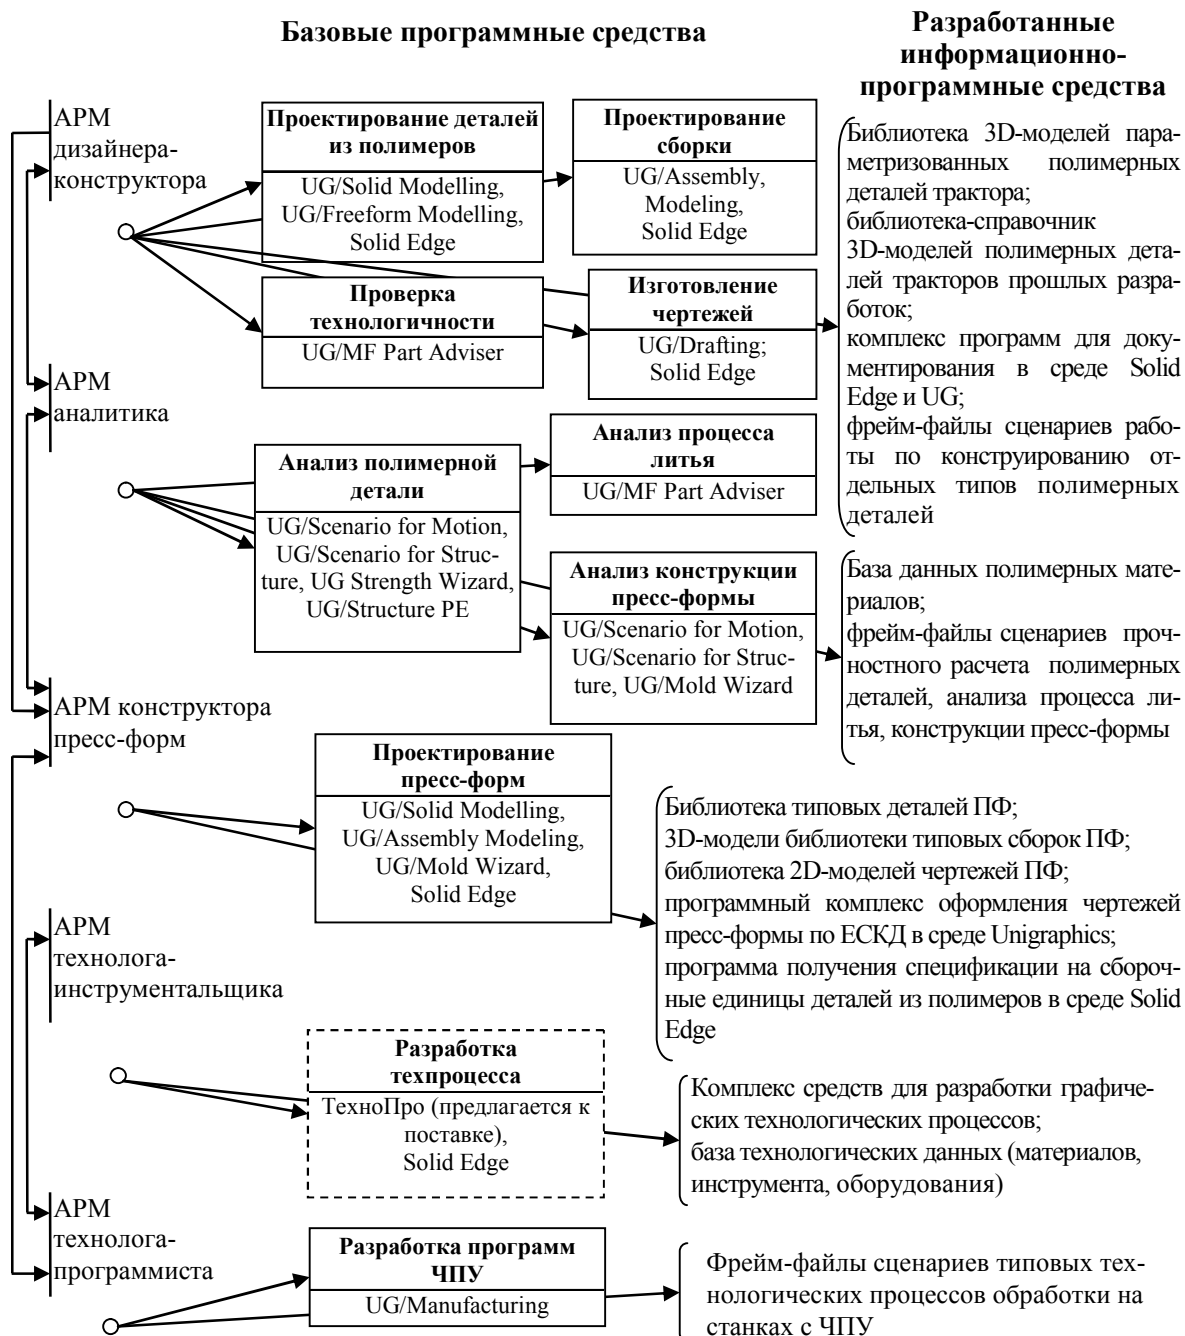 Базовые программные средства
Разработанные
информационно-
программные средства
АРМ
дизайнера-
конструктора
Проектирование деталей
из полимеров
UG/Solid Modelling,
UG/Freeform Modelling,
Solid Edge
Проектирование
сборки
UG/Assembly,
Modeling,
Solid Edge
Проверка
технологичности
UG/MF Part Adviser
Изготовление
чертежей
UG/Drafting;
Solid Edge
Библиотека 3D-моделей пара-
метризованных полимерных
деталей трактора;
библиотека-справочник
3D-моделей полимерных дета-
лей тракторов прошлых разра-
боток;
комплекс программ для доку-
ментирования в среде Solid
Edge и UG;
фрейм-файлы сценариев рабо-
ты по конструированию от-
дельных типов полимерных
деталей
АРМ
аналитика
Анализ полимерной
детали
UG/Scenario for Motion,
UG/Scenario for Struc-
ture, UG Strength Wizard,
UG/Structure PE
Анализ процесса
литья
UG/MF Part Adviser
Анализ конструкции
пресс-формы
UG/Scenario for Motion,
UG/Scenario for Struc-
ture, UG/Mold Wizard
База данных полимерных мате-
риалов;
фрейм-файлы сценариев проч-
ностного расчета полимерных
деталей, анализа процесса ли-
тья, конструкции пресс-формы
АРМ конструктора
пресс-форм
Проектирование
пресс-форм
UG/Solid Modelling,
UG/Assembly Modeling,
UG/Mold Wizard,
Solid Edge
Библиотека типовых деталей ПФ;
3D-модели библиотеки типовых сборок ПФ;
библиотека 2D-моделей чертежей ПФ;
программный комплекс оформления чертежей
пресс-формы по ЕСКД в среде Unigraphics;
программа получения спецификации на сбороч-
ные единицы деталей из полимеров в среде Solid
Edge
АРМ
технолога-
инструментальщика
Разработка
техпроцесса
ТехноПро (предлагается к
поставке),
Solid Edge
Комплекс средств для разработки графиче-
ских технологических процессов;
база технологических данных (материалов,
инструмента, оборудования)
АРМ
технолога-
программиста
Разработка программ
ЧПУ
UG/Manufacturing
Фрейм-файлы сценариев типовых тех-
нологических процессов обработки на
станках с ЧПУ